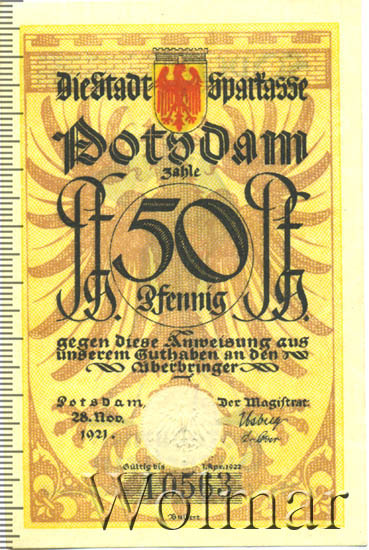 Die Stadt Sparkasse
Potsdam
zahle
Pf. 50 Pf.
Pfennig
gegen diese Anweisung aus
unserem Guthaben an den
Überbringer
Potsdam, Der Magistrat
28. Nov.
1921.
Gültig bis 1. Apr. 1922
10563
Wolmar